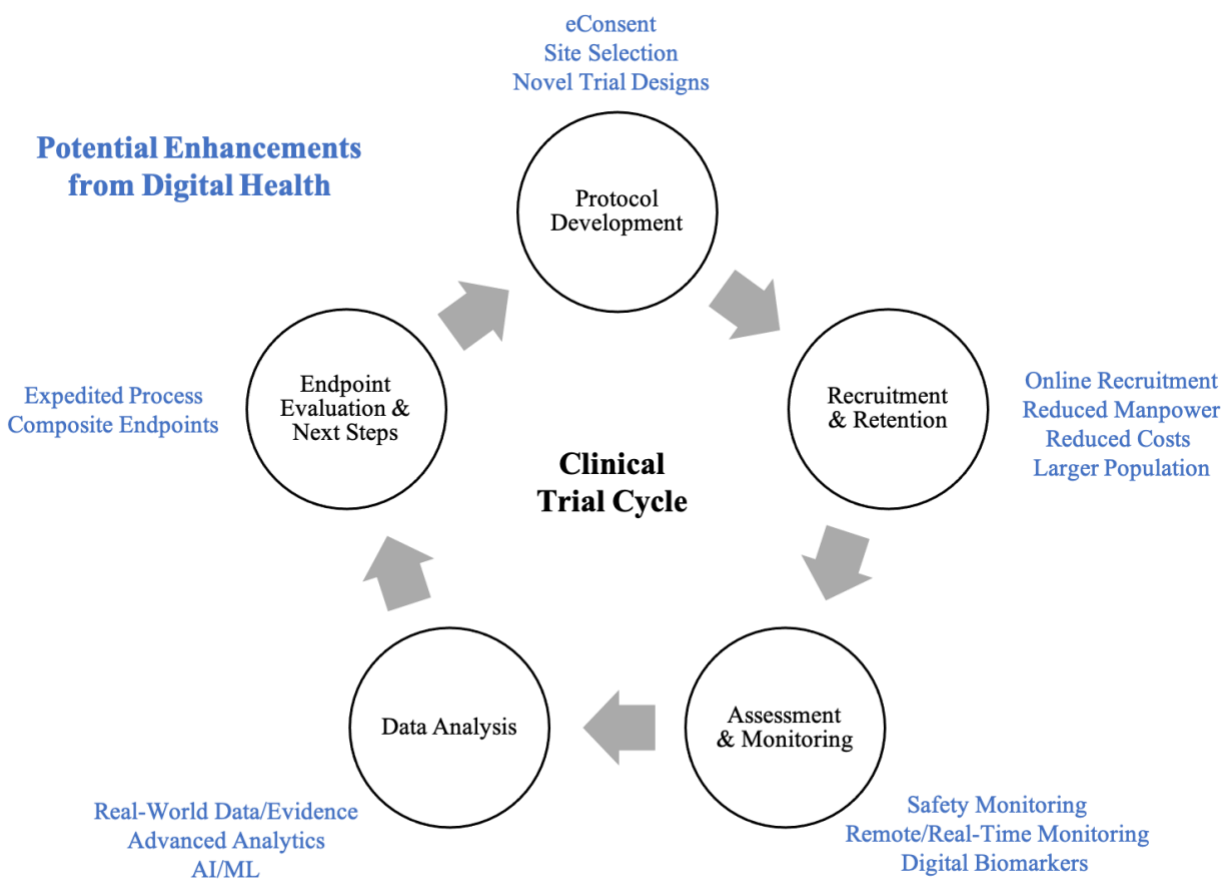 eConsent
Site Selection
Novel Trial Designs
Potential Enhancements
from Digital Health
Protocol
Development
Recruitment
& Retention
Online Recruitment
Reduced Manpower
Reduced Costs
Larger Population
Endpoint
Evaluation &
Next Steps
Expedited Process
Composite Endpoints
Clinical
Trial Cycle
Assessment
& Monitoring
Safety Monitoring
Remote/Real-Time Monitoring
Digital Biomarkers
Data Analysis
Real-World Data/Evidence
Advanced Analytics
AI/ML